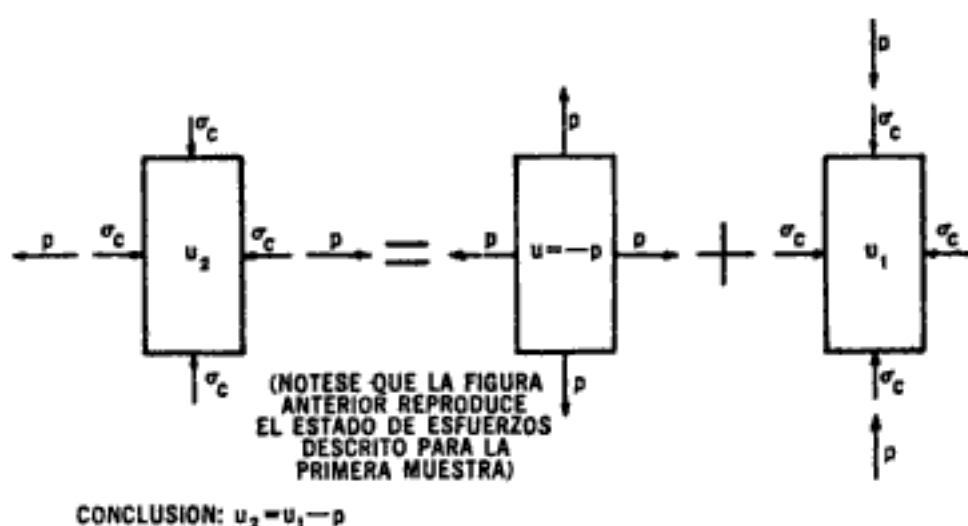 p
σc
σc
p
σc
u₂
σc
p
=
p
p
u=—p
p
p
+
σc
σc
u₁
σc
σc
p
(NOTESE QUE LA FIGURA
ANTERIOR REPRODUCE
EL ESTADO DE ESFUERZOS
DESCRITO PARA LA
PRIMERA MUESTRA)
CONCLUSION: u₂=u₁—p